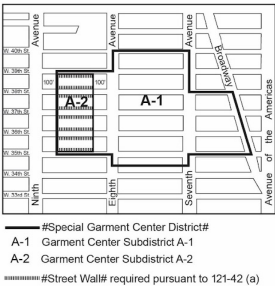 Avenue
Avenue
Avenue
Broadway
W. 40th St.
W. 39th St.
W. 38th St.
100'
100'
A-2
A-1
W. 37th St.
W. 36th St.
W. 35th St.
W. 34th St.
W. 33rd St.
Ninth
Eighth
Seventh
Avenue of the Americas
#Special Garment Center District#
A-1 Garment Center Subdistrict A-1
A-2 Garment Center Subdistrict A-2
#Street Wall# required pursuant to 121-42 (a)